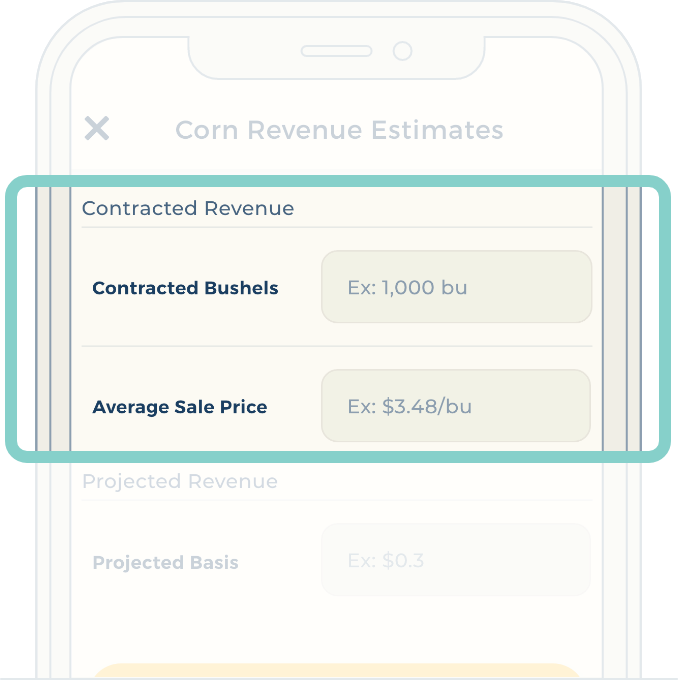 Corn Revenue Estimates
Contracted Revenue
Contracted Bushels
Ex: 1,000 bu
Average Sale Price
Ex: $3.48/bu
Projected Revenue
Projected Basis
Ex: $0.3